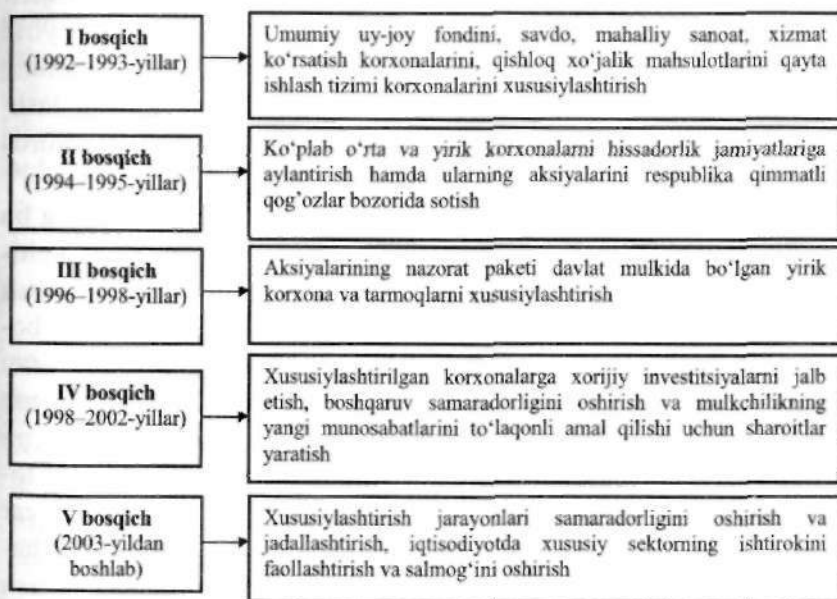 I bosqich
(1992–1993-yillar)
Umumiy uy-joy fondini, savdo, mahalliy sanoat, xizmat
ko‘rsatish korxonalarini, qishloq xo‘jalik mahsulotlarini qayta
ishlash tizimi korxonalarini xususiylashtirish
II bosqich
(1994–1995-yillar)
Ko‘plab o‘rta va yirik korxonalarni hissadorlik jamiyatlariga
aylantirish hamda ularning aksiyalarini respublika qimmatli
qog’ozlar bozorida sotish
III bosqich
(1996–1998-yillar)
Aksiyalarining nazorat paketi davlat mulkida bo‘lgan yirik
korxona va tarmoqlarni xususiylashtirish
IV bosqich
(1998–2002-yillar)
Xususiylashtirilgan korxonalarga xorijiy investitsiyalarni jalb
etish, boshqaruv samaradorligini oshirish va mulkchilikning
yangi munosabatlarini to‘laqonli amal qilishi uchun sharoitlar
yaratish
V bosqich
(2003-yildan
boshlab)
Xususiylashtirish jarayonlari samaradorligini oshirish va
jadallashtirish, iqtisodiyotda xususiy sektorning ishtirokini
faollashtirish va salmog‘ini oshirish